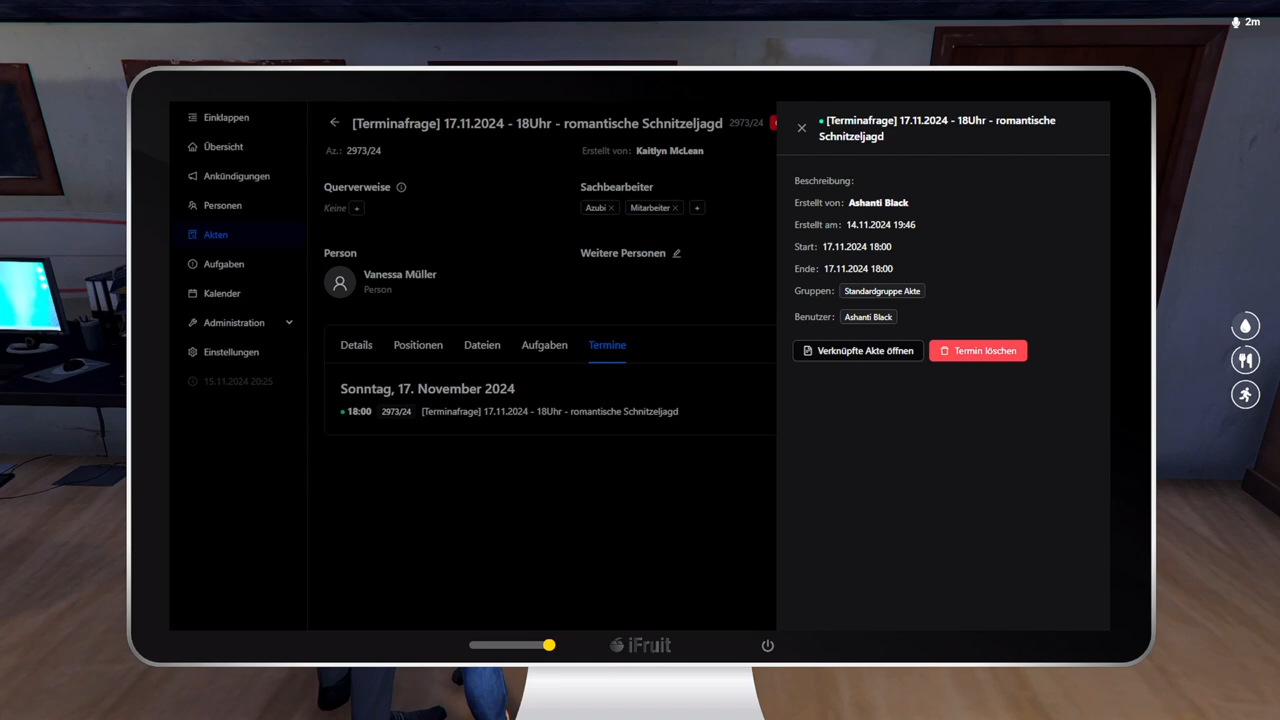 2m
Einklappen
Übersicht
Ankündigungen
Personen
Akten
Aufgaben
Kalender
Administration
Einstellungen
15.11.2024 20:25
[Terminafrage] 17.11.2024 - 18Uhr - romantische Schnitzeljagd 2973/24
Az.: 2973/24
Erstellt von: Kaitlyn McLean
Querverweise
Keine +
Sachbearbeiter
Azubi × Mitarbeiter × +
Person
Vanessa Müller
Person
Weitere Personen
Details Positionen Dateien Aufgaben Termine
Sonntag, 17. November 2024
18:00 2973/24 [Terminafrage] 17.11.2024 - 18Uhr - romantische Schnitzeljagd
[Terminafrage] 17.11.2024 - 18Uhr - romantische
Schnitzeljagd
Beschreibung:
Erstellt von: Ashanti Black
Erstellt am: 14.11.2024 19:46
Start: 17.11.2024 18:00
Ende: 17.11.2024 18:00
Gruppen: Standardgruppe Akte
Benutzer: Ashanti Black
Verknüpfte Akte öffnen Termin löschen
iFruit